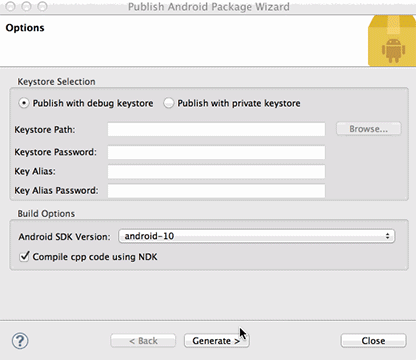 Publish Android Package Wizard
Options
Keystore Selection
Publish with debug keystore Publish with private keystore
Keystore Path: Browse...
Keystore Password:
Key Alias:
Key Alias Password:
Build Options
Android SDK Version: android-10
Compile cpp code using NDK
? < Back Generate > Close